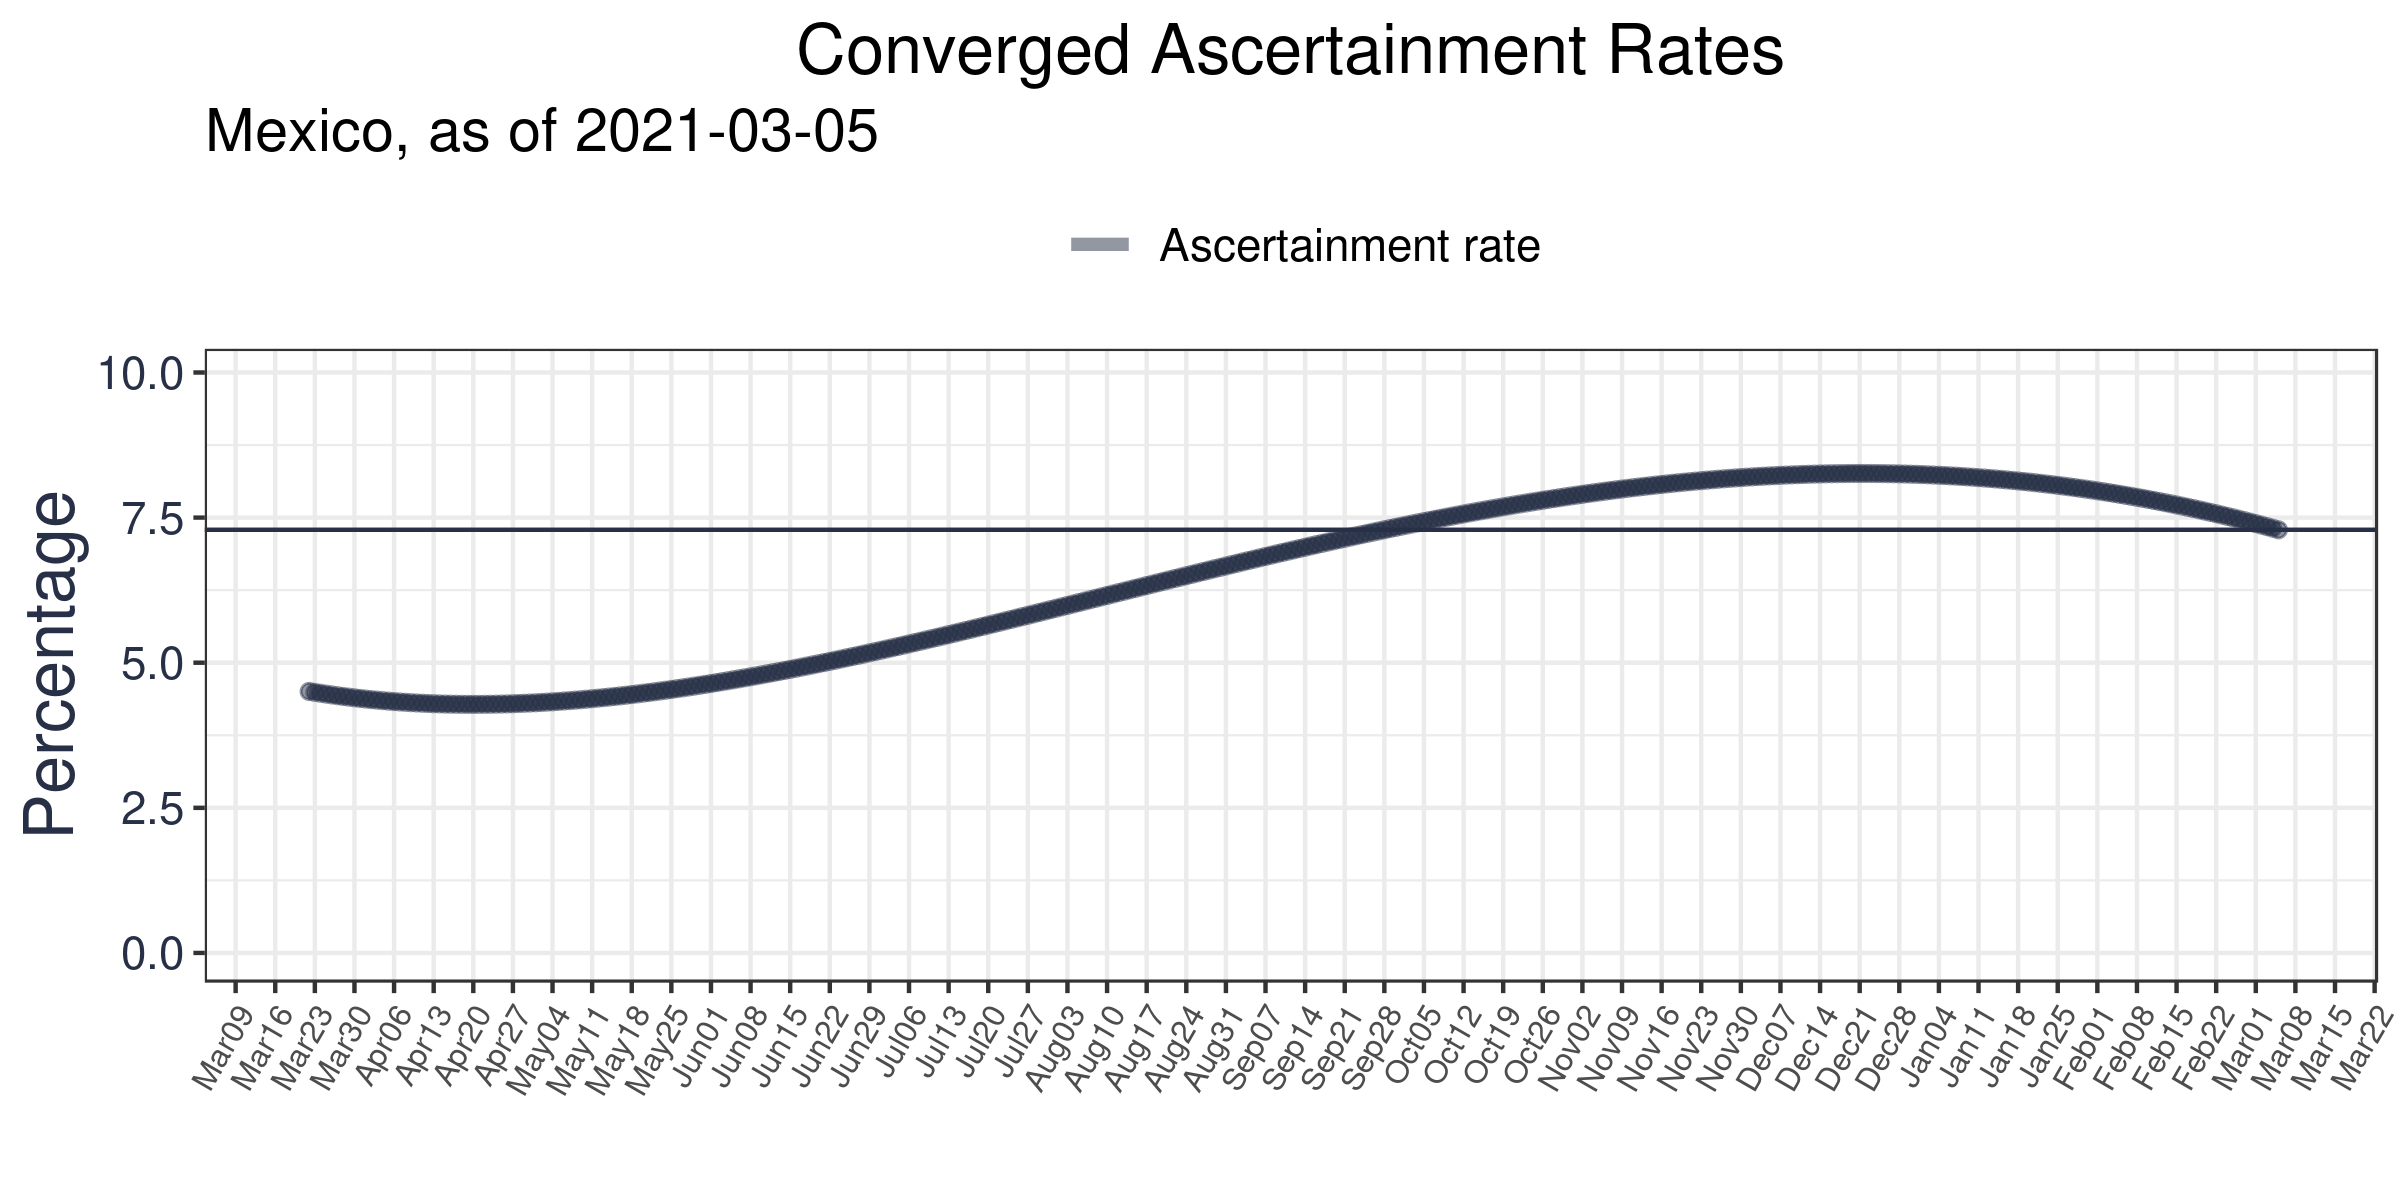 Converged Ascertainment Rates
Mexico, as of 2021-03-05
Ascertainment rate
Percentage
10.0
7.5
5.0
2.5
0.0
Mar09
Mar16
Mar23
Mar30
Apr06
Apr13
Apr20
Apr27
May04
May11
May18
May25
Jun01
Jun08
Jun15
Jun22
Jun29
Jul06
Jul13
Jul20
Jul27
Aug03
Aug10
Aug17
Aug24
Aug31
Sep07
Sep14
Sep21
Sep28
Oct05
Oct12
Oct19
Oct26
Nov02
Nov09
Nov16
Nov23
Nov30
Dec07
Dec14
Dec21
Dec28
Jan04
Jan11
Jan18
Jan25
Feb01
Feb08
Feb15
Feb22
Mar01
Mar08
Mar15
Mar22